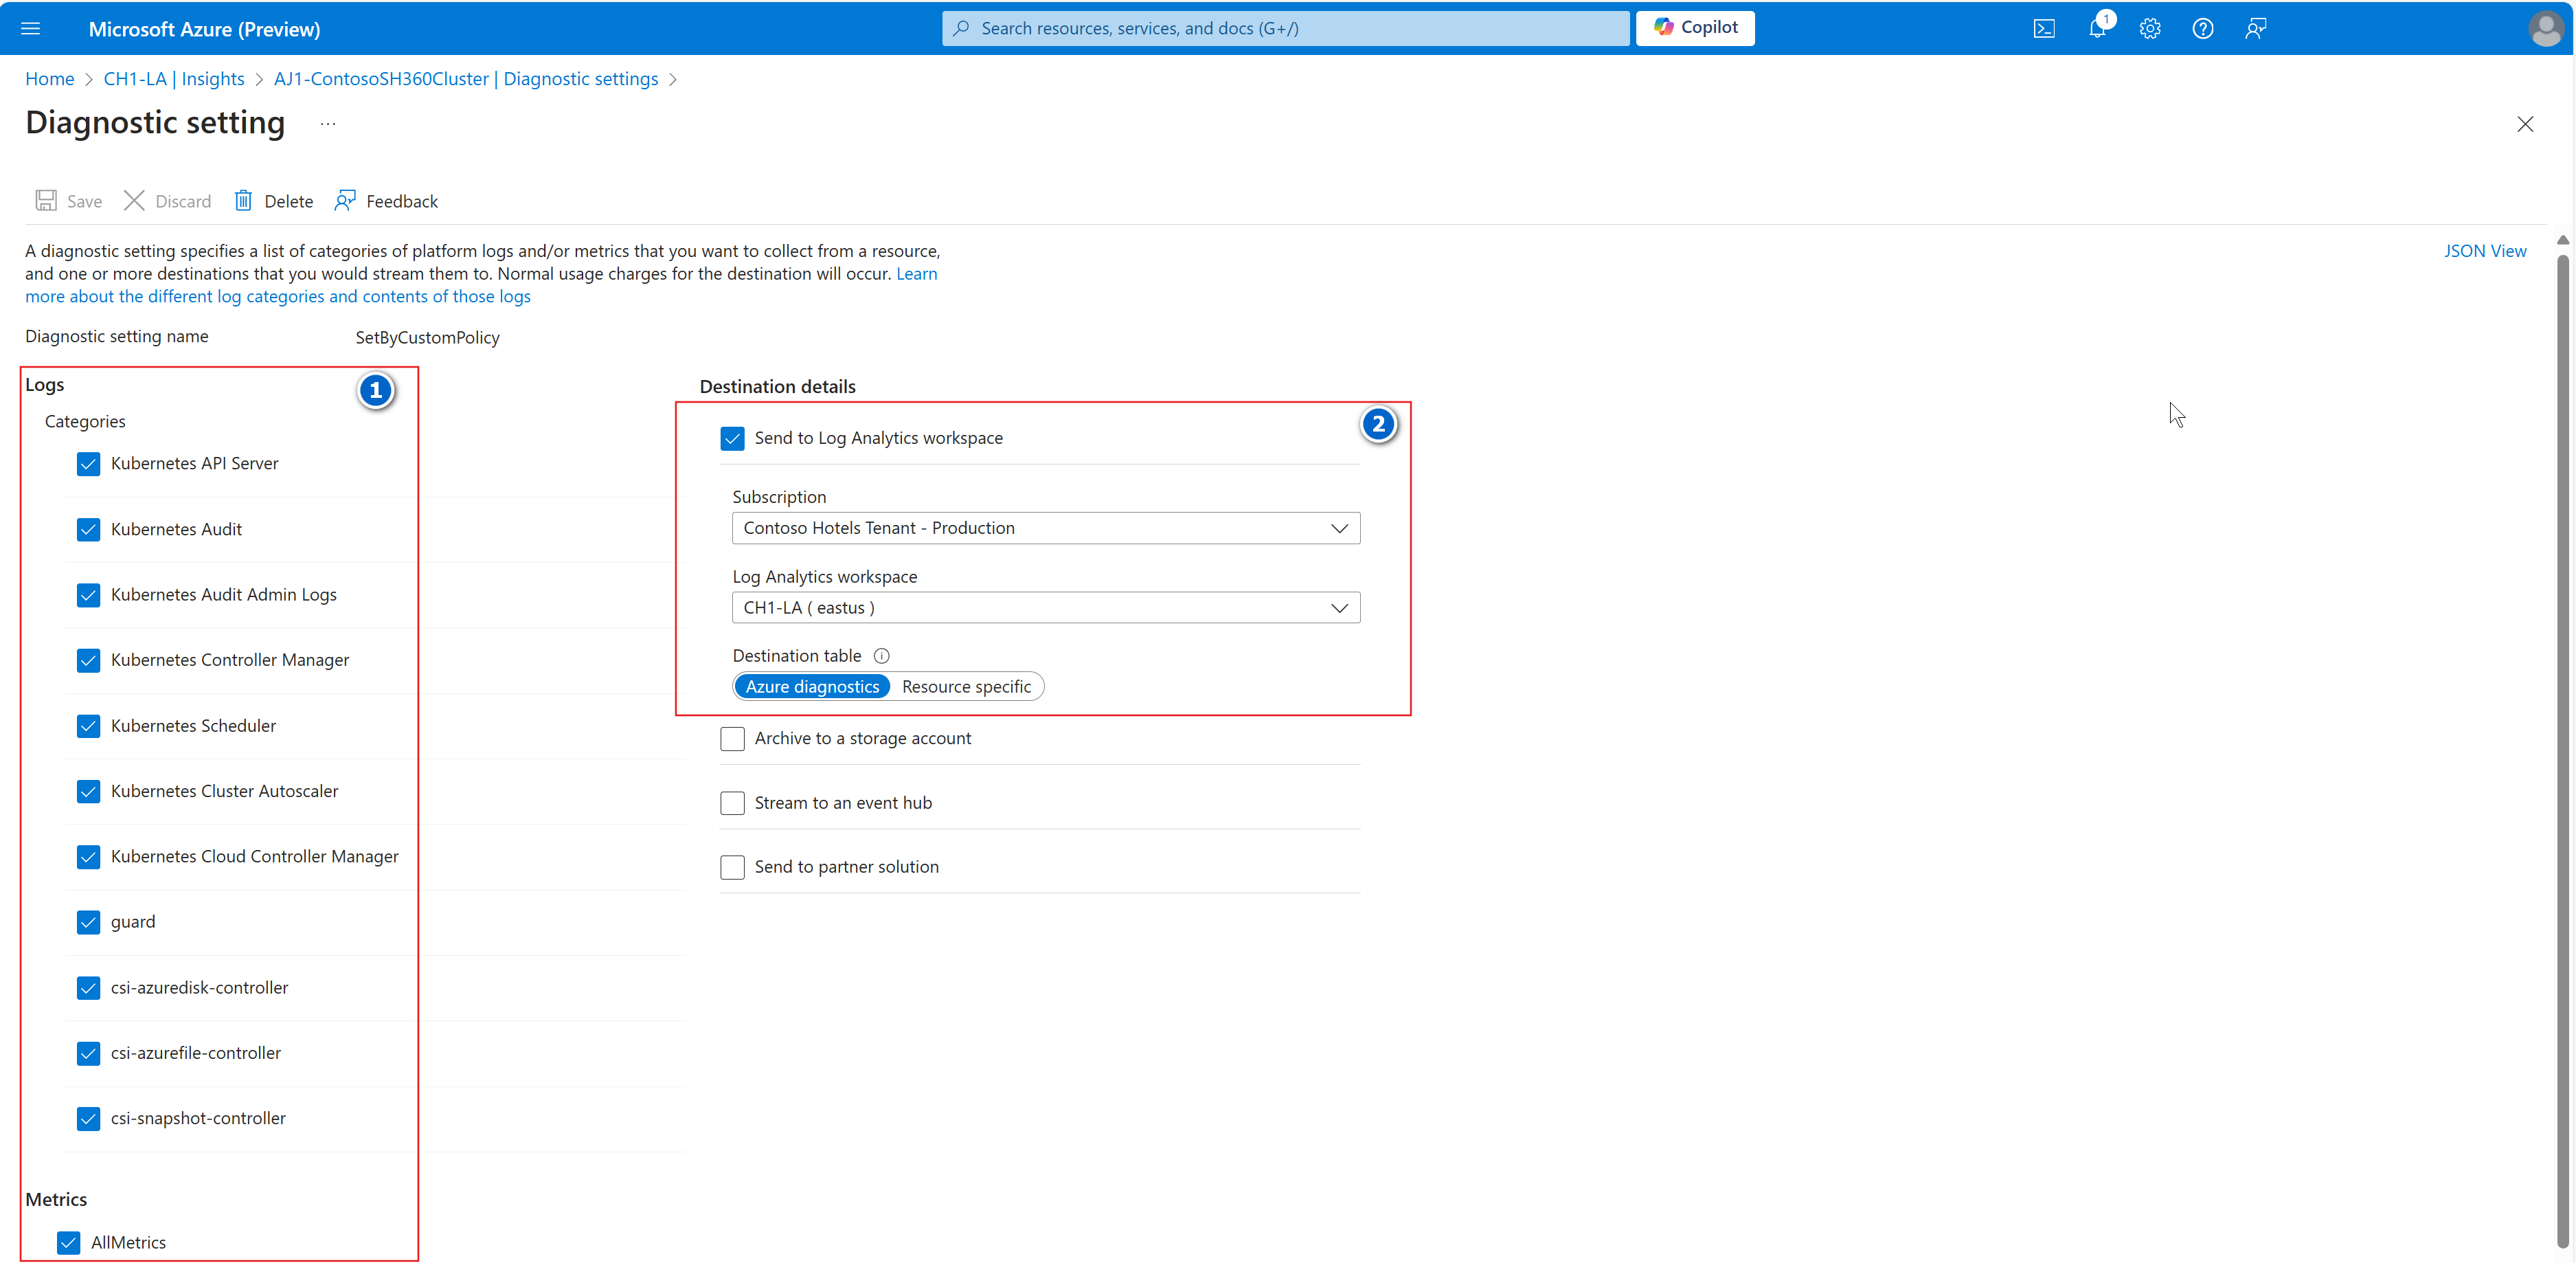 Microsoft Azure (Preview)
Search resources, services, and docs (G+/)
Copilot
1
Home > CH1-LA | Insights > AJ1-ContosoSH360Cluster | Diagnostic settings >
Diagnostic setting ...
Save
Discard
Delete
Feedback
A diagnostic setting specifies a list of categories of platform logs and/or metrics that you want to collect from a resource,
and one or more destinations that you would stream them to. Normal usage charges for the destination will occur. Learn
more about the different log categories and contents of those logs
JSON View
Diagnostic setting name
SetByCustomPolicy
Logs
1
Categories
Kubernetes API Server
Kubernetes Audit
Kubernetes Audit Admin Logs
Kubernetes Controller Manager
Kubernetes Scheduler
Kubernetes Cluster Autoscaler
Kubernetes Cloud Controller Manager
guard
csi-azuredisk-controller
csi-azurefile-controller
csi-snapshot-controller
Metrics
AllMetrics
Destination details
2
Send to Log Analytics workspace
Subscription
Contoso Hotels Tenant - Production
Log Analytics workspace
CH1-LA ( eastus )
Destination table
Azure diagnostics
Resource specific
Archive to a storage account
Stream to an event hub
Send to partner solution